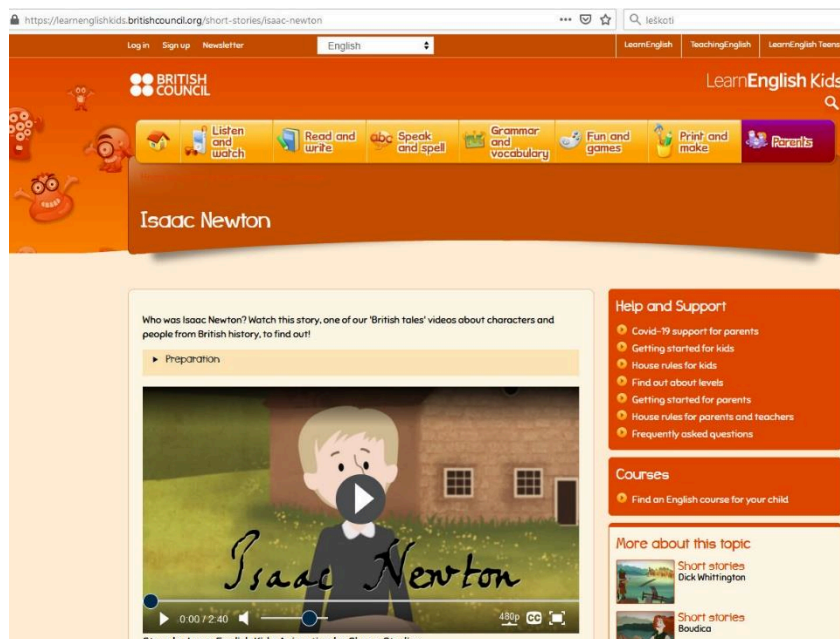 https://learnenglishkids.britishcouncil.org/short-stories/isaac-newton
Ieškoti
Log in Sign up Newsletter English LearnEnglish TeachingEnglish LearnEnglish Teens
BRITISH
COUNCIL
LearnEnglish Kids
Listen
and
watch
Read and
write
abc Speak
and spell
Grammar
and
vocabulary
Fun and
games
Print and
make
Parents
Isaac Newton
Who was Isaac Newton? Watch this story, one of our 'British tales' videos about characters and
people from British history, to find out!
Preparation
Isaac Newton
0:00 / 2:40 480p CC
Help and Support
Covid-19 support for parents
Getting started for kids
House rules for kids
Find out about levels
Getting started for parents
House rules for parents and teachers
Frequently asked questions
Courses
Find an English course for your child
More about this topic
Short stories
Dick Whittington
Short stories
Boudica